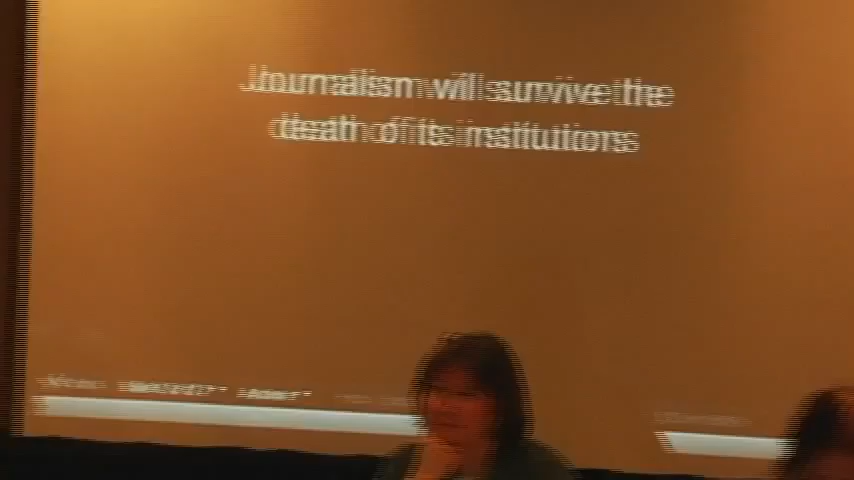 Journalism will survive the
death of its institutions